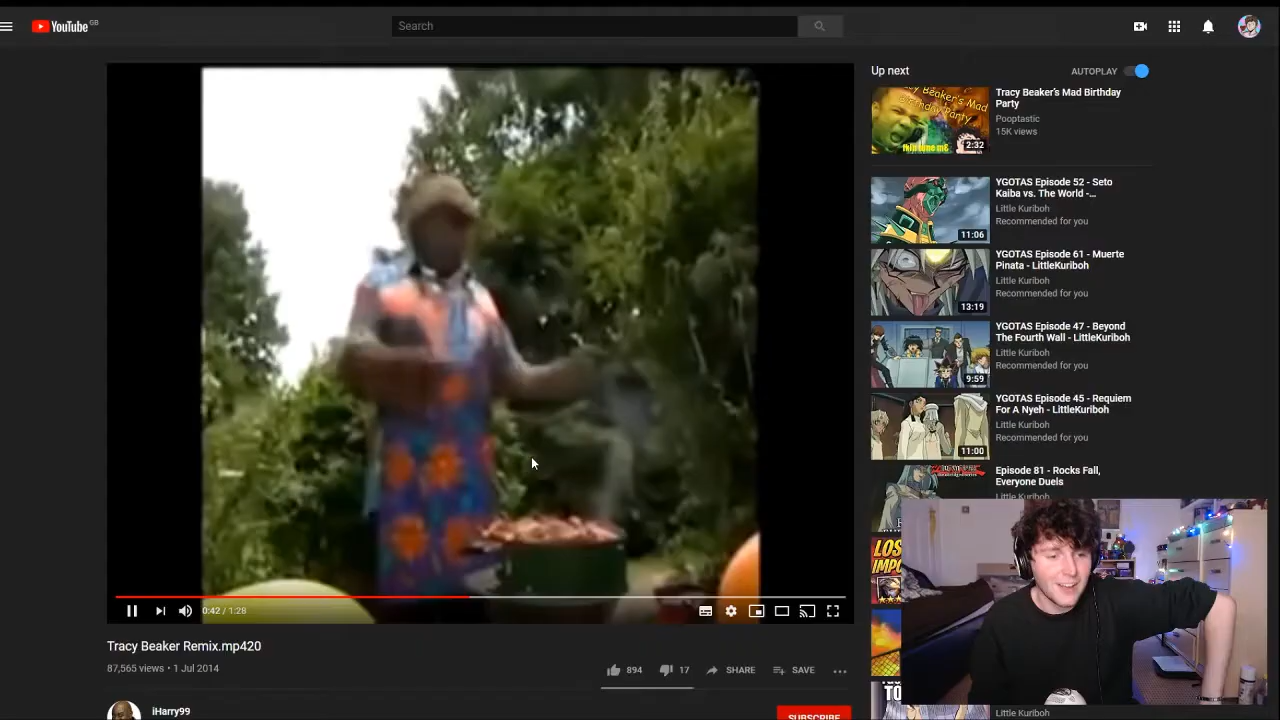 YouTube GB
Search
Up next
AUTOPLAY
Tracy Beaker's Mad Birthday
Party
Pooptastic
15K views
2:32
YGOTAS Episode 52 - Seto
Kaiba vs. The World -...
Little Kuriboh
Recommended for you
11:06
YGOTAS Episode 61 - Muerte
Pinata - LittleKuriboh
Little Kuriboh
Recommended for you
13:19
YGOTAS Episode 47 - Beyond
The Fourth Wall - LittleKuriboh
Little Kuriboh
Recommended for you
9:59
YGOTAS Episode 45 - Requiem
For A Nyeh - LittleKuriboh
Little Kuriboh
Recommended for you
11:00
Episode 81 - Rocks Fall,
Everyone Duels
Little Kuriboh
0:42 / 1:28
Tracy Beaker Remix.mp420
87,565 views • 1 Jul 2014
894
17
SHARE
SAVE
iHarry99
SUBSCRIBE
Little Kuriboh